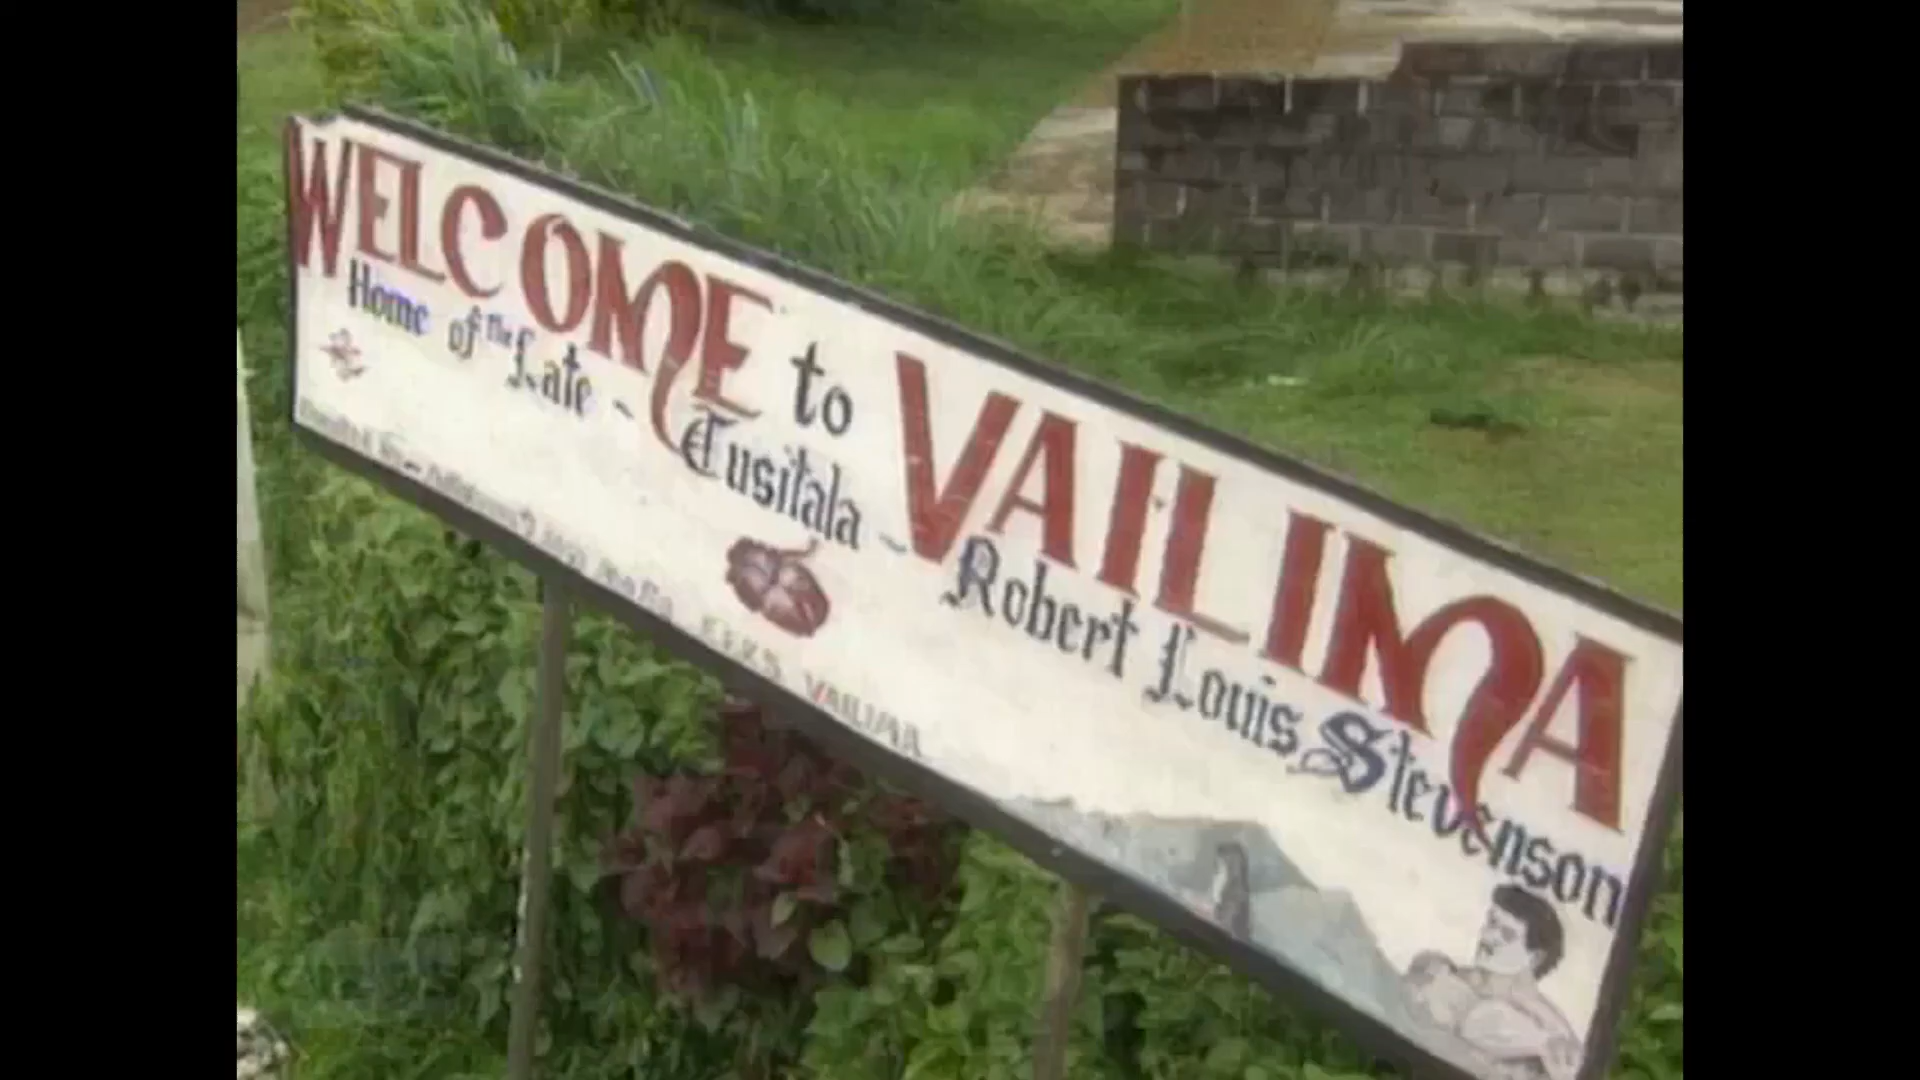 WELCOME to VAILIMA
Home of The Late ~ Tusitala ~ Robert Louis Stevenson
VAILIMA